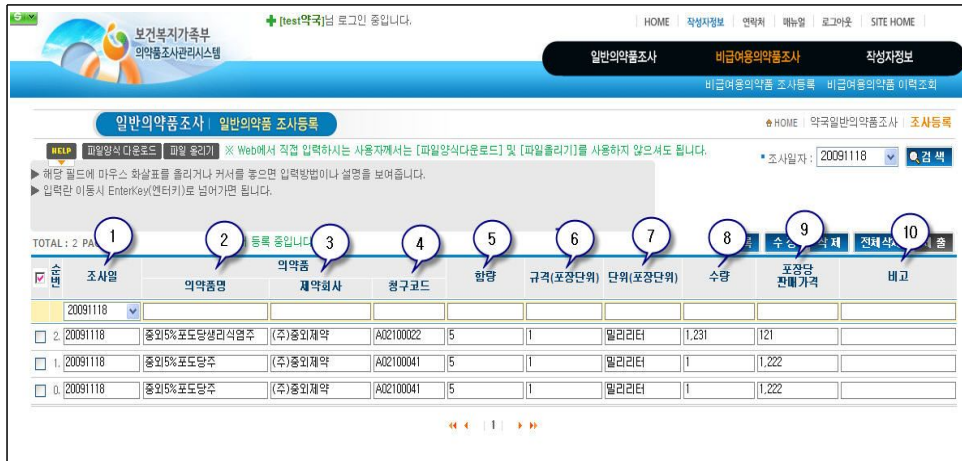 S
✚ [test약국]님 로그인 중입니다.
HOME 작성자정보 연락처 매뉴얼 로그아웃 SITE HOME
보건복지가족부
의약품조사관리시스템
일반의약품조사 비급여용의약품조사 작성자정보
비급여용의약품 조사등록 비급여용의약품 이력조회
일반의약품조사 | 일반의약품 조사등록
HOME 약국일반의약품조사 조사등록
HELP 파일양식 다운로드 파일 올리기 ※ Web에서 직접 입력하시는 사용자께서는 [파일양식다운로드] 및 [파일올리기]를 사용하지 않으셔도 됩니다.
조사일자 : 20091118 검색
▶ 해당 필드에 마우스 화살표를 올리거나 커서를 놓으면 입력방법이나 설명을 보여줍니다.
▶ 입력란 이동시 EnterKey(엔터키)로 넘어가면 됩니다.
1 2 3 4 5 6 7 8 9 10
TOTAL : 2 등록 중입니다 록 수정 삭제 전체삭 출
순번 조사일 의약품 함량 규격(포장단위) 단위(포장단위) 수량 포장당 판매가격 비고
의약품명 제약회사 청구코드
20091118
2. 20091118 중외5%포도당생리식염주 (주)중외제약 A02100022 5 1 밀리리터 1,231 121
1. 20091118 중외5%포도당주 (주)중외제약 A02100041 5 1 밀리리터 1 1,222
0. 20091118 중외5%포도당주 (주)중외제약 A02100041 5 1 밀리리터 1 1,222
1